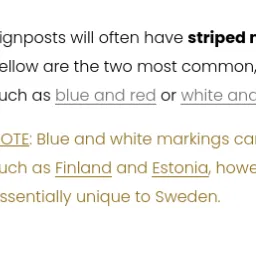 ignposts will often have striped r
ellow are the two most common,
uch as blue and red or white and
OTE: Blue and white markings ca
uch as Finland and Estonia, howe
ssentially unique to Sweden.